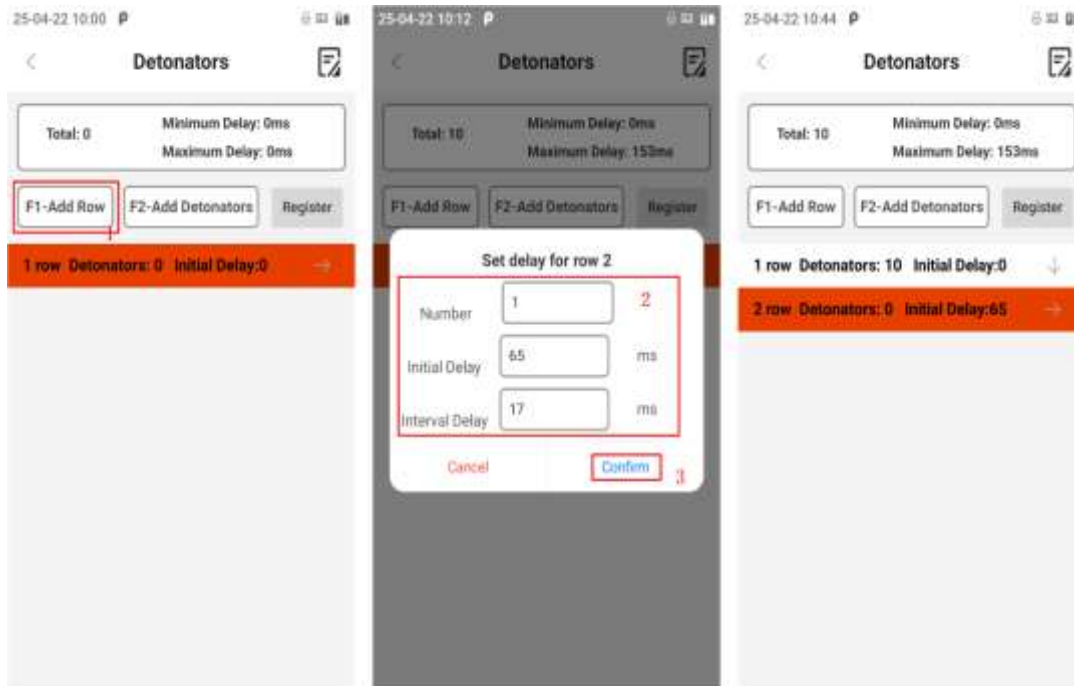 25-04-22 10:00 P
Detonators
Total: 0
Minimum Delay: 0ms
Maximum Delay: 0ms
F1-Add Row
F2-Add Detonators
Register
1
1 row Detonators: 0 Initial Delay:0 →
25-04-22 10:12 P
Detonators
Total: 10
Minimum Delay: 0ms
Maximum Delay: 153ms
F1-Add Row
F2-Add Detonators
Register
Set delay for row 2
Number 1 2
Initial Delay 65 ms
Interval Delay 17 ms
Cancel
Confirm
3
25-04-22 10:44 P
Detonators
Total: 10
Minimum Delay: 0ms
Maximum Delay: 153ms
F1-Add Row
F2-Add Detonators
Register
1 row Detonators: 10 Initial Delay:0 ↓
2 row Detonators: 0 Initial Delay:65 →